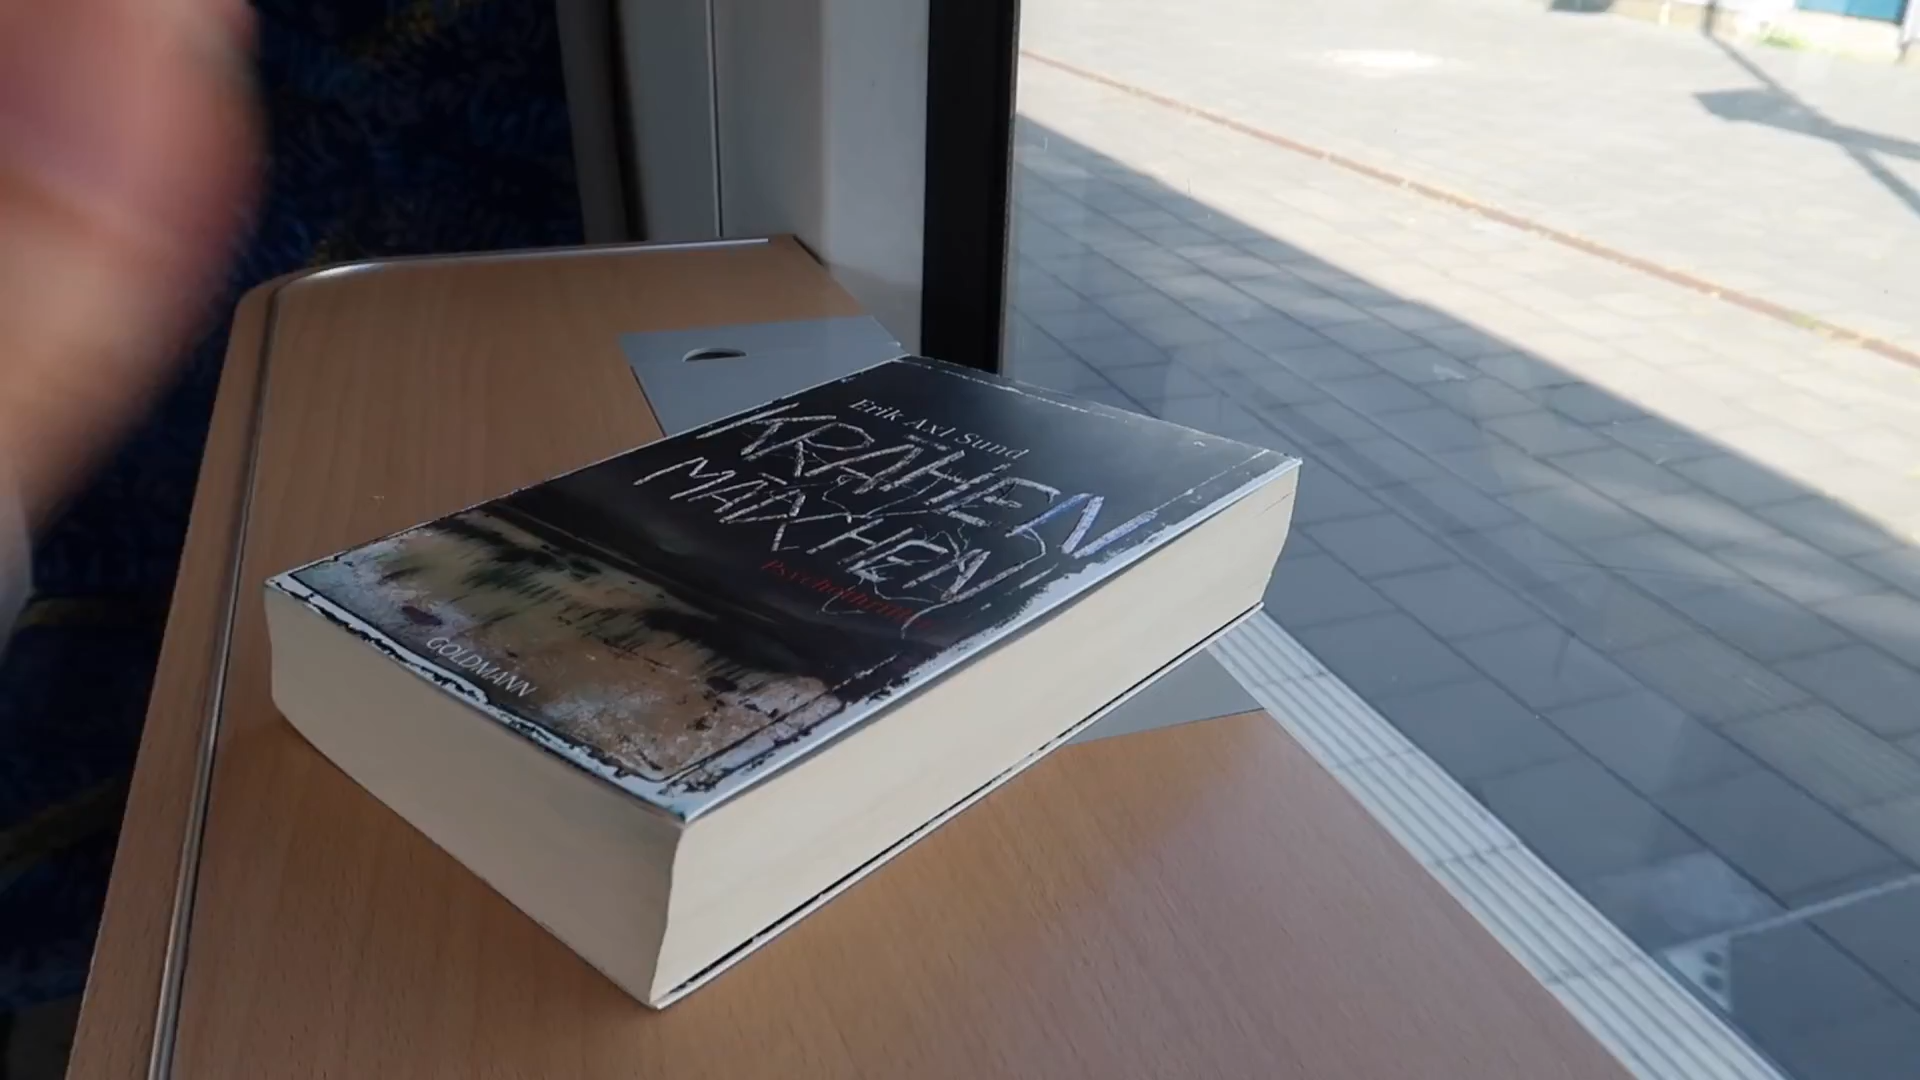 Erik Axl Sund
KRÄHEN
MÄDCHEN
Psychothriller
GOLDMANN